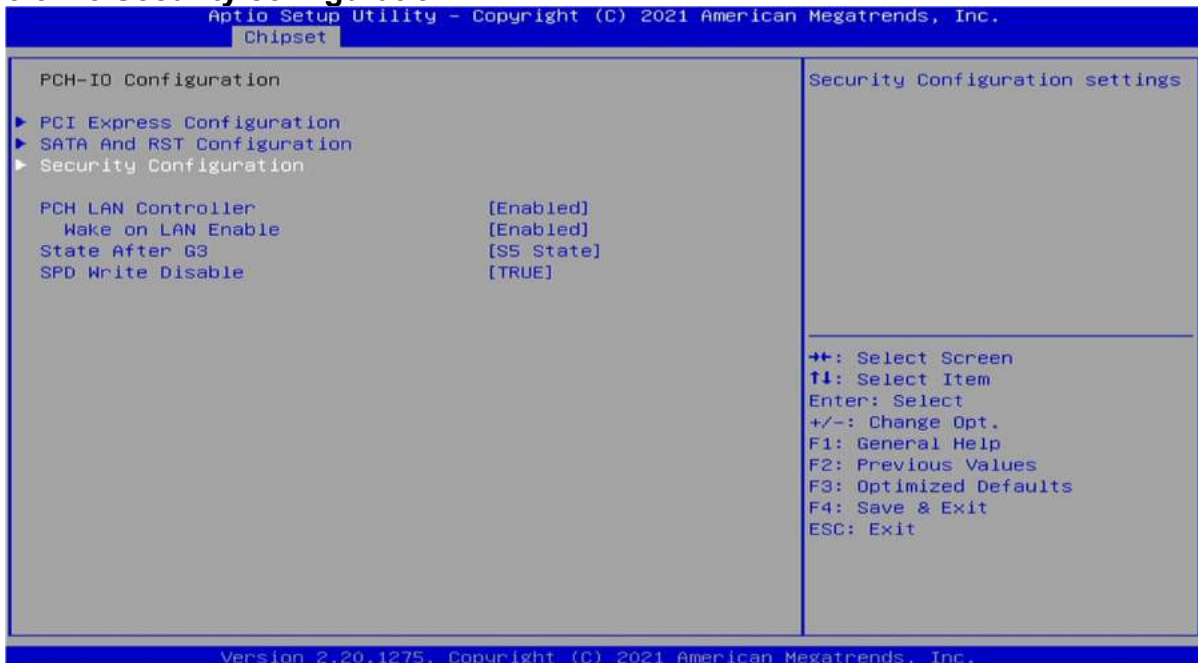 Security Configuration
Aptio Setup Utility – Copyright (C) 2021 American Megatrends, Inc.
Chipset
PCH-IO Configuration
Security Configuration settings
▶ PCI Express Configuration
▶ SATA And RST Configuration
▶ Security Configuration
PCH LAN Controller [Enabled]
Wake on LAN Enable [Enabled]
State After G3 [S5 State]
SPD Write Disable [TRUE]
→←: Select Screen
↑↓: Select Item
Enter: Select
+/-: Change Opt.
F1: General Help
F2: Previous Values
F3: Optimized Defaults
F4: Save & Exit
ESC: Exit
Version 2.20.1275. Copyright (C) 2021 American Megatrends, Inc.